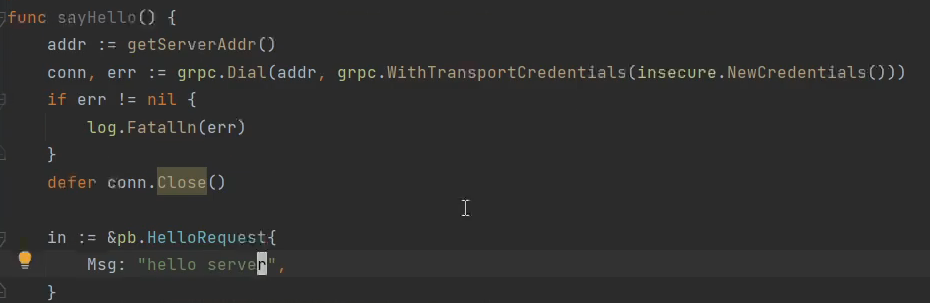 func sayHello() {
    addr := getServerAddr()
    conn, err := grpc.Dial(addr, grpc.WithTransportCredentials(insecure.NewCredentials()))
    if err != nil {
        log.Fatalln(err)
    }
    defer conn.Close()

    in := &pb.HelloRequest{
        Msg: "hello server",
    }